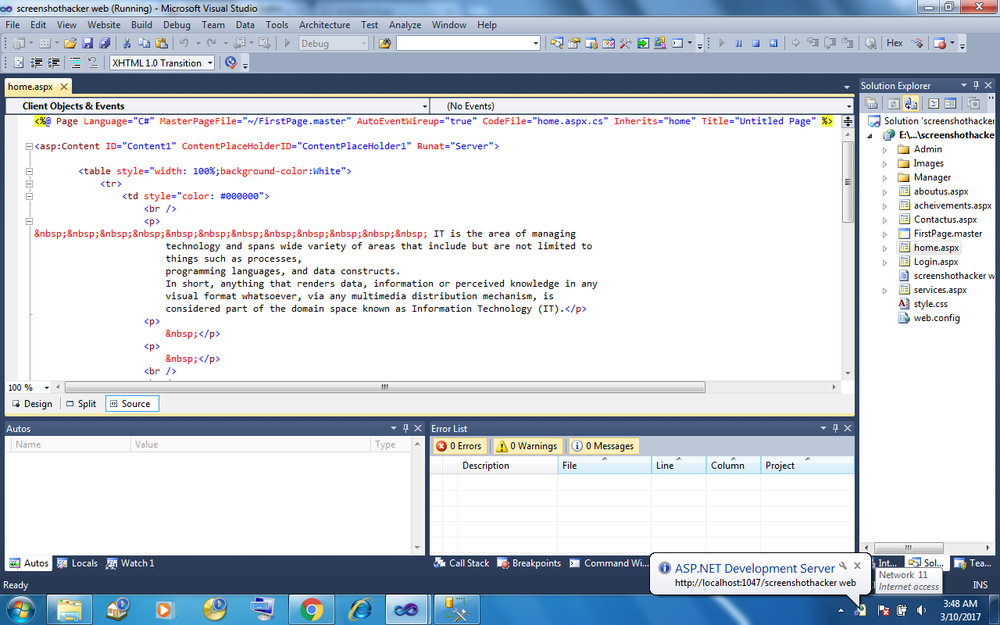 screenshothacker web (Running) - Microsoft Visual Studio
File Edit View Website Build Debug Team Data Tools Architecture Test Analyze Window Help
Debug Hex
XHTML 1.0 Transition
home.aspx
Client Objects & Events (No Events)
<%@ Page Language="C#" MasterPageFile="~/FirstPage.master" AutoEventWireup="true" CodeFile="home.aspx.cs" Inherits="home" Title="Untitled Page" %>
<asp:Content ID="Content1" ContentPlaceHolderID="ContentPlaceHolder1" Runat="Server">
<table style="width: 100%;background-color:White">
<tr>
<td style="color: #000000">
<br />
<p>
&nbsp;&nbsp;&nbsp;&nbsp;&nbsp;&nbsp;&nbsp;&nbsp;&nbsp;&nbsp;&nbsp;&nbsp; IT is the area of managing
technology and spans wide variety of areas that include but are not limited to
things such as processes,
programming languages, and data constructs.
In short, anything that renders data, information or perceived knowledge in any
visual format whatsoever, via any multimedia distribution mechanism, is
considered part of the domain space known as Information Technology (IT).</p>
<p>
&nbsp;</p>
<p>
&nbsp;</p>
<br />
100 %
Design Split Source
Solution Explorer
Solution 'screenshothacker
E:\...\screenshothacker
Admin
Images
Manager
aboutus.aspx
acheivements.aspx
Contactus.aspx
FirstPage.master
home.aspx
Login.aspx
screenshothacker w
services.aspx
style.css
web.config
Autos
Name Value Type
Autos Locals Watch 1
Error List
0 Errors 0 Warnings 0 Messages
Description File Line Column Project
Call Stack Breakpoints Command Wi...
Int... Sol... Tea...
ASP.NET Development Server
http://localhost:1047/screenshothacker web
Network 11
Internet access
Ready INS
3:48 AM
3/10/2017